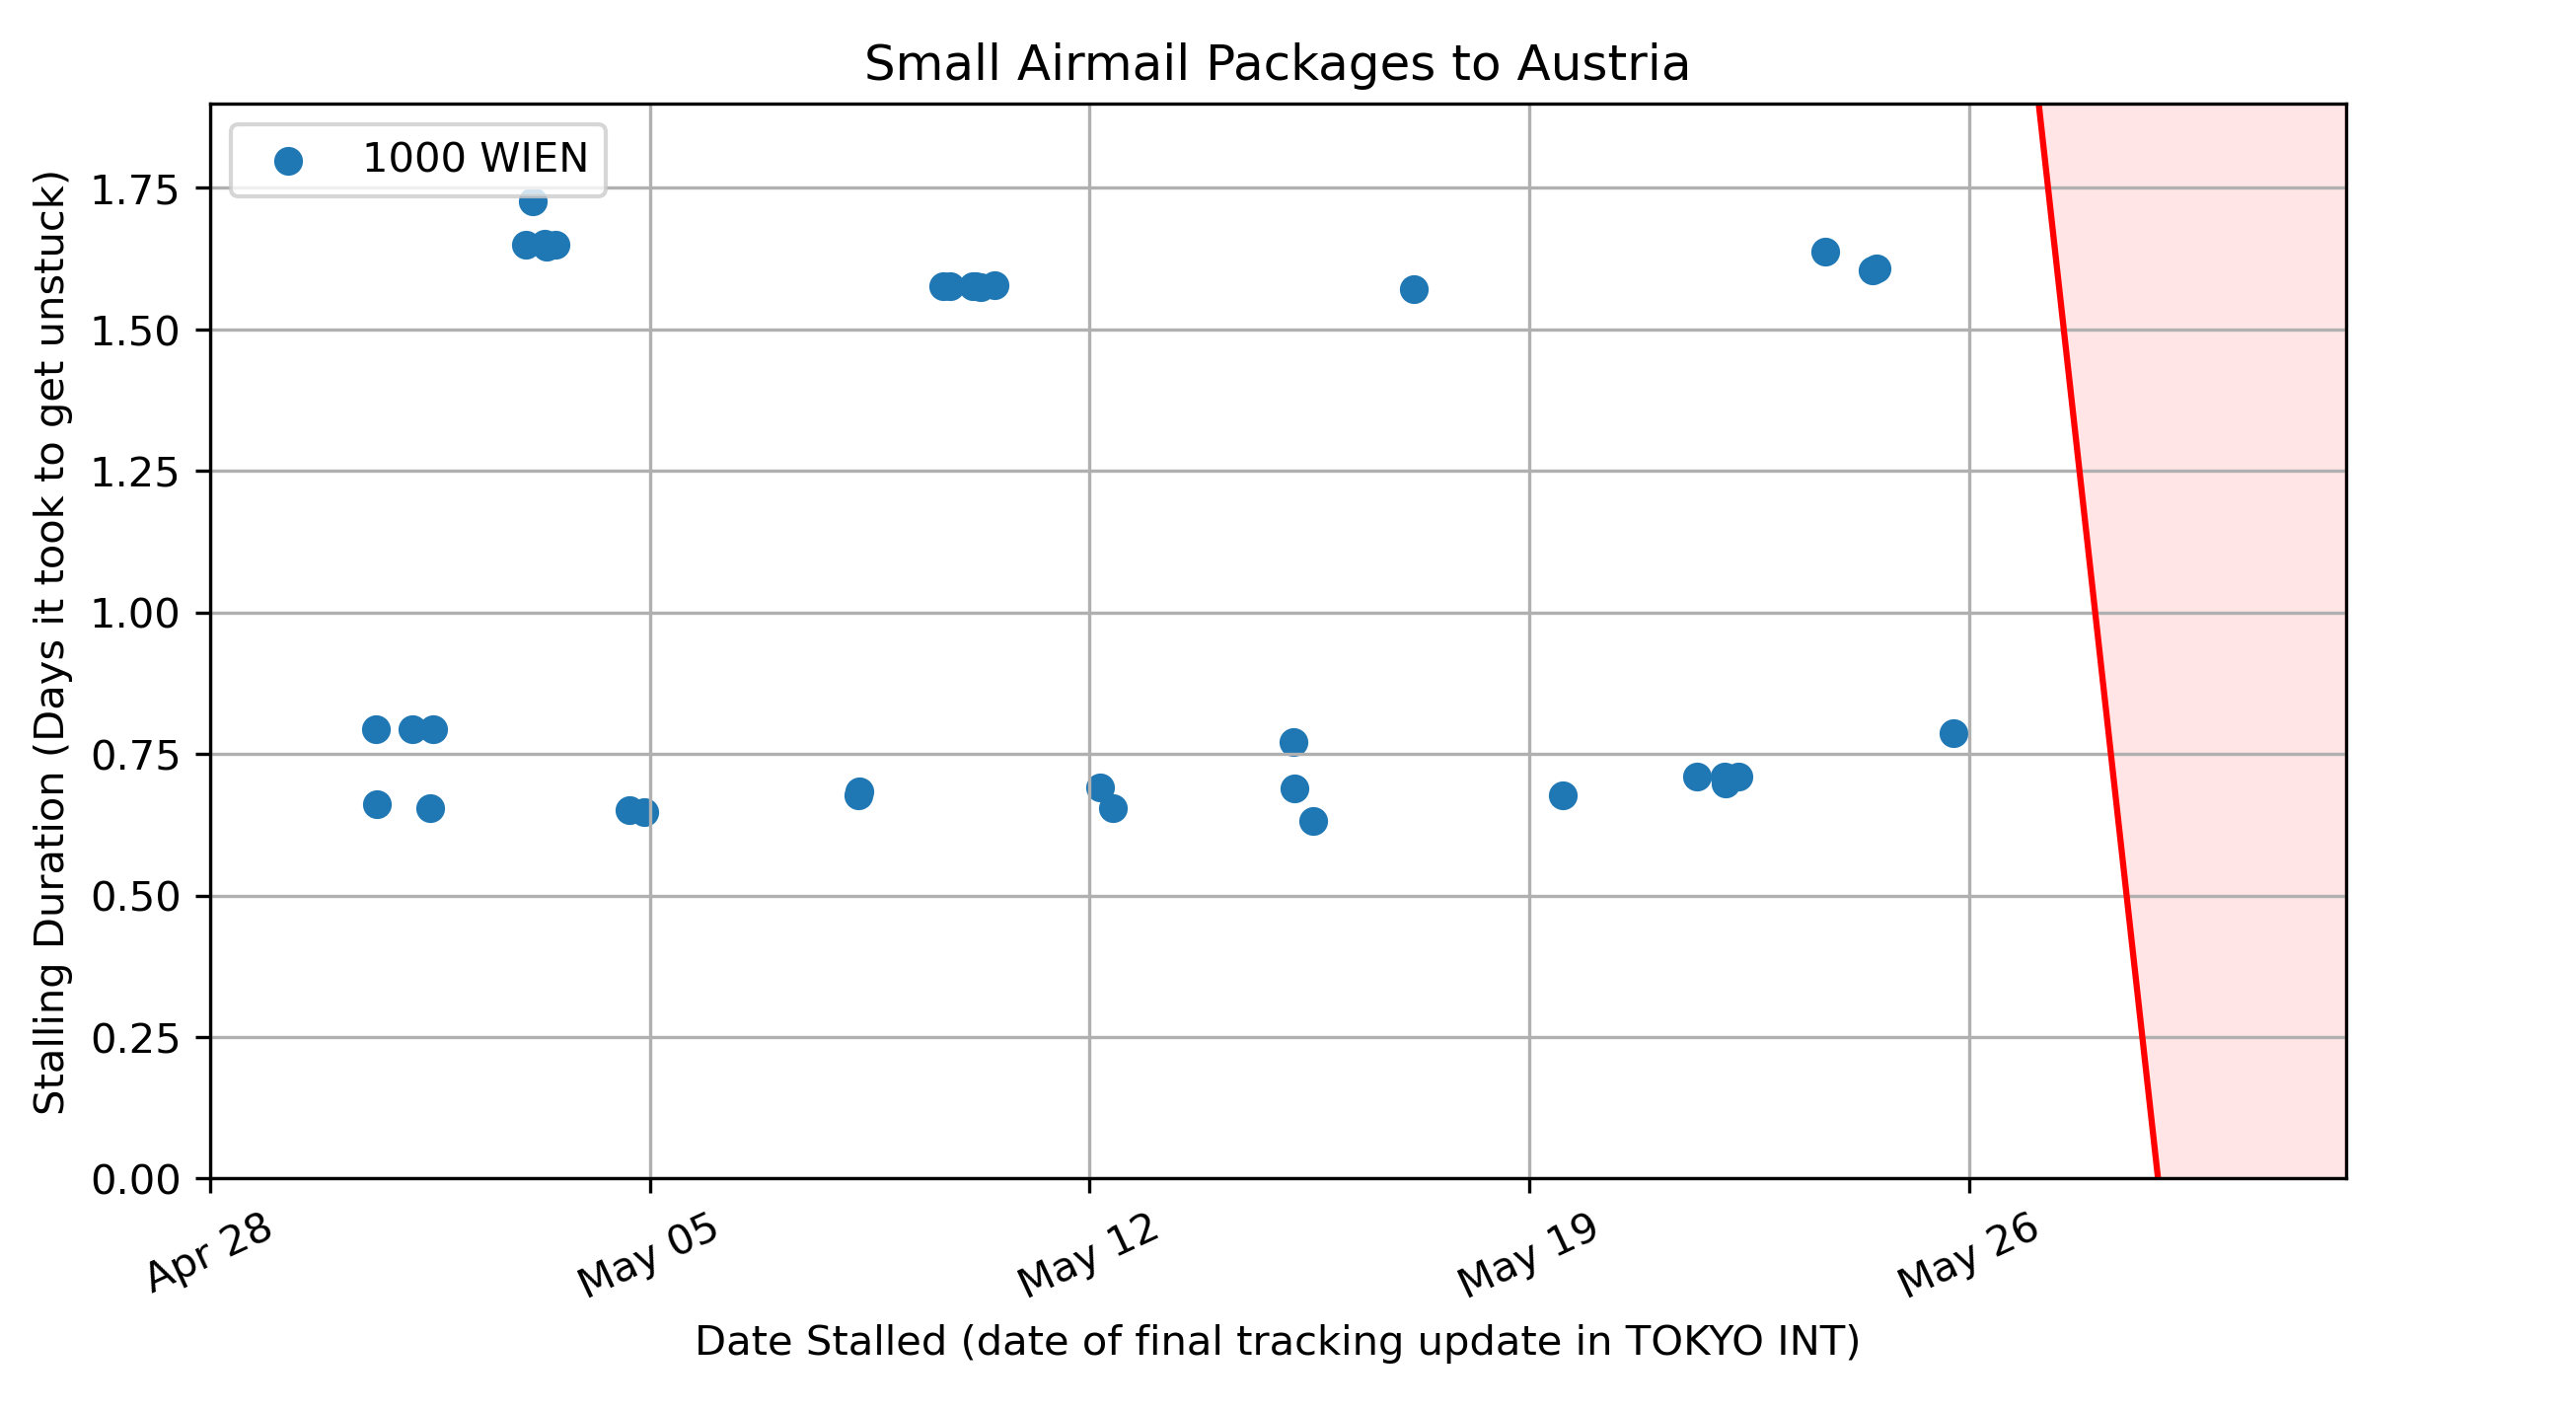 Small Airmail Packages to Austria
1000 WIEN
Stalling Duration (Days it took to get unstuck)
1.75
1.50
1.25
1.00
0.75
0.50
0.25
0.00
Apr 28
May 05
May 12
May 19
May 26
Date Stalled (date of final tracking update in TOKYO INT)